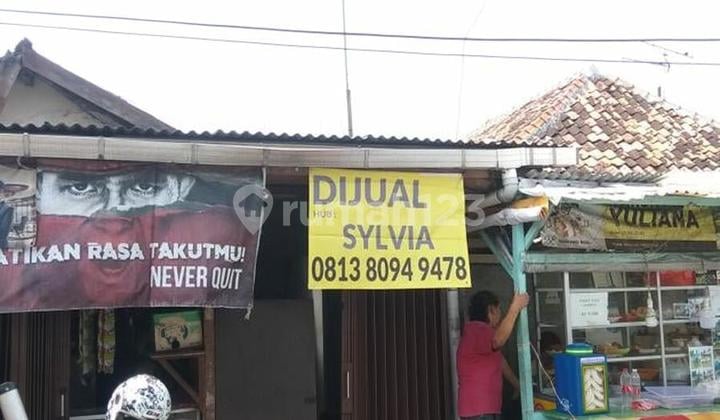 ATIKAN RASA TAKUTMU!
NEVER QUIT
DIJUAL
HUB :
SYLVIA
0813 8094 9478
rumah123
YULIANA